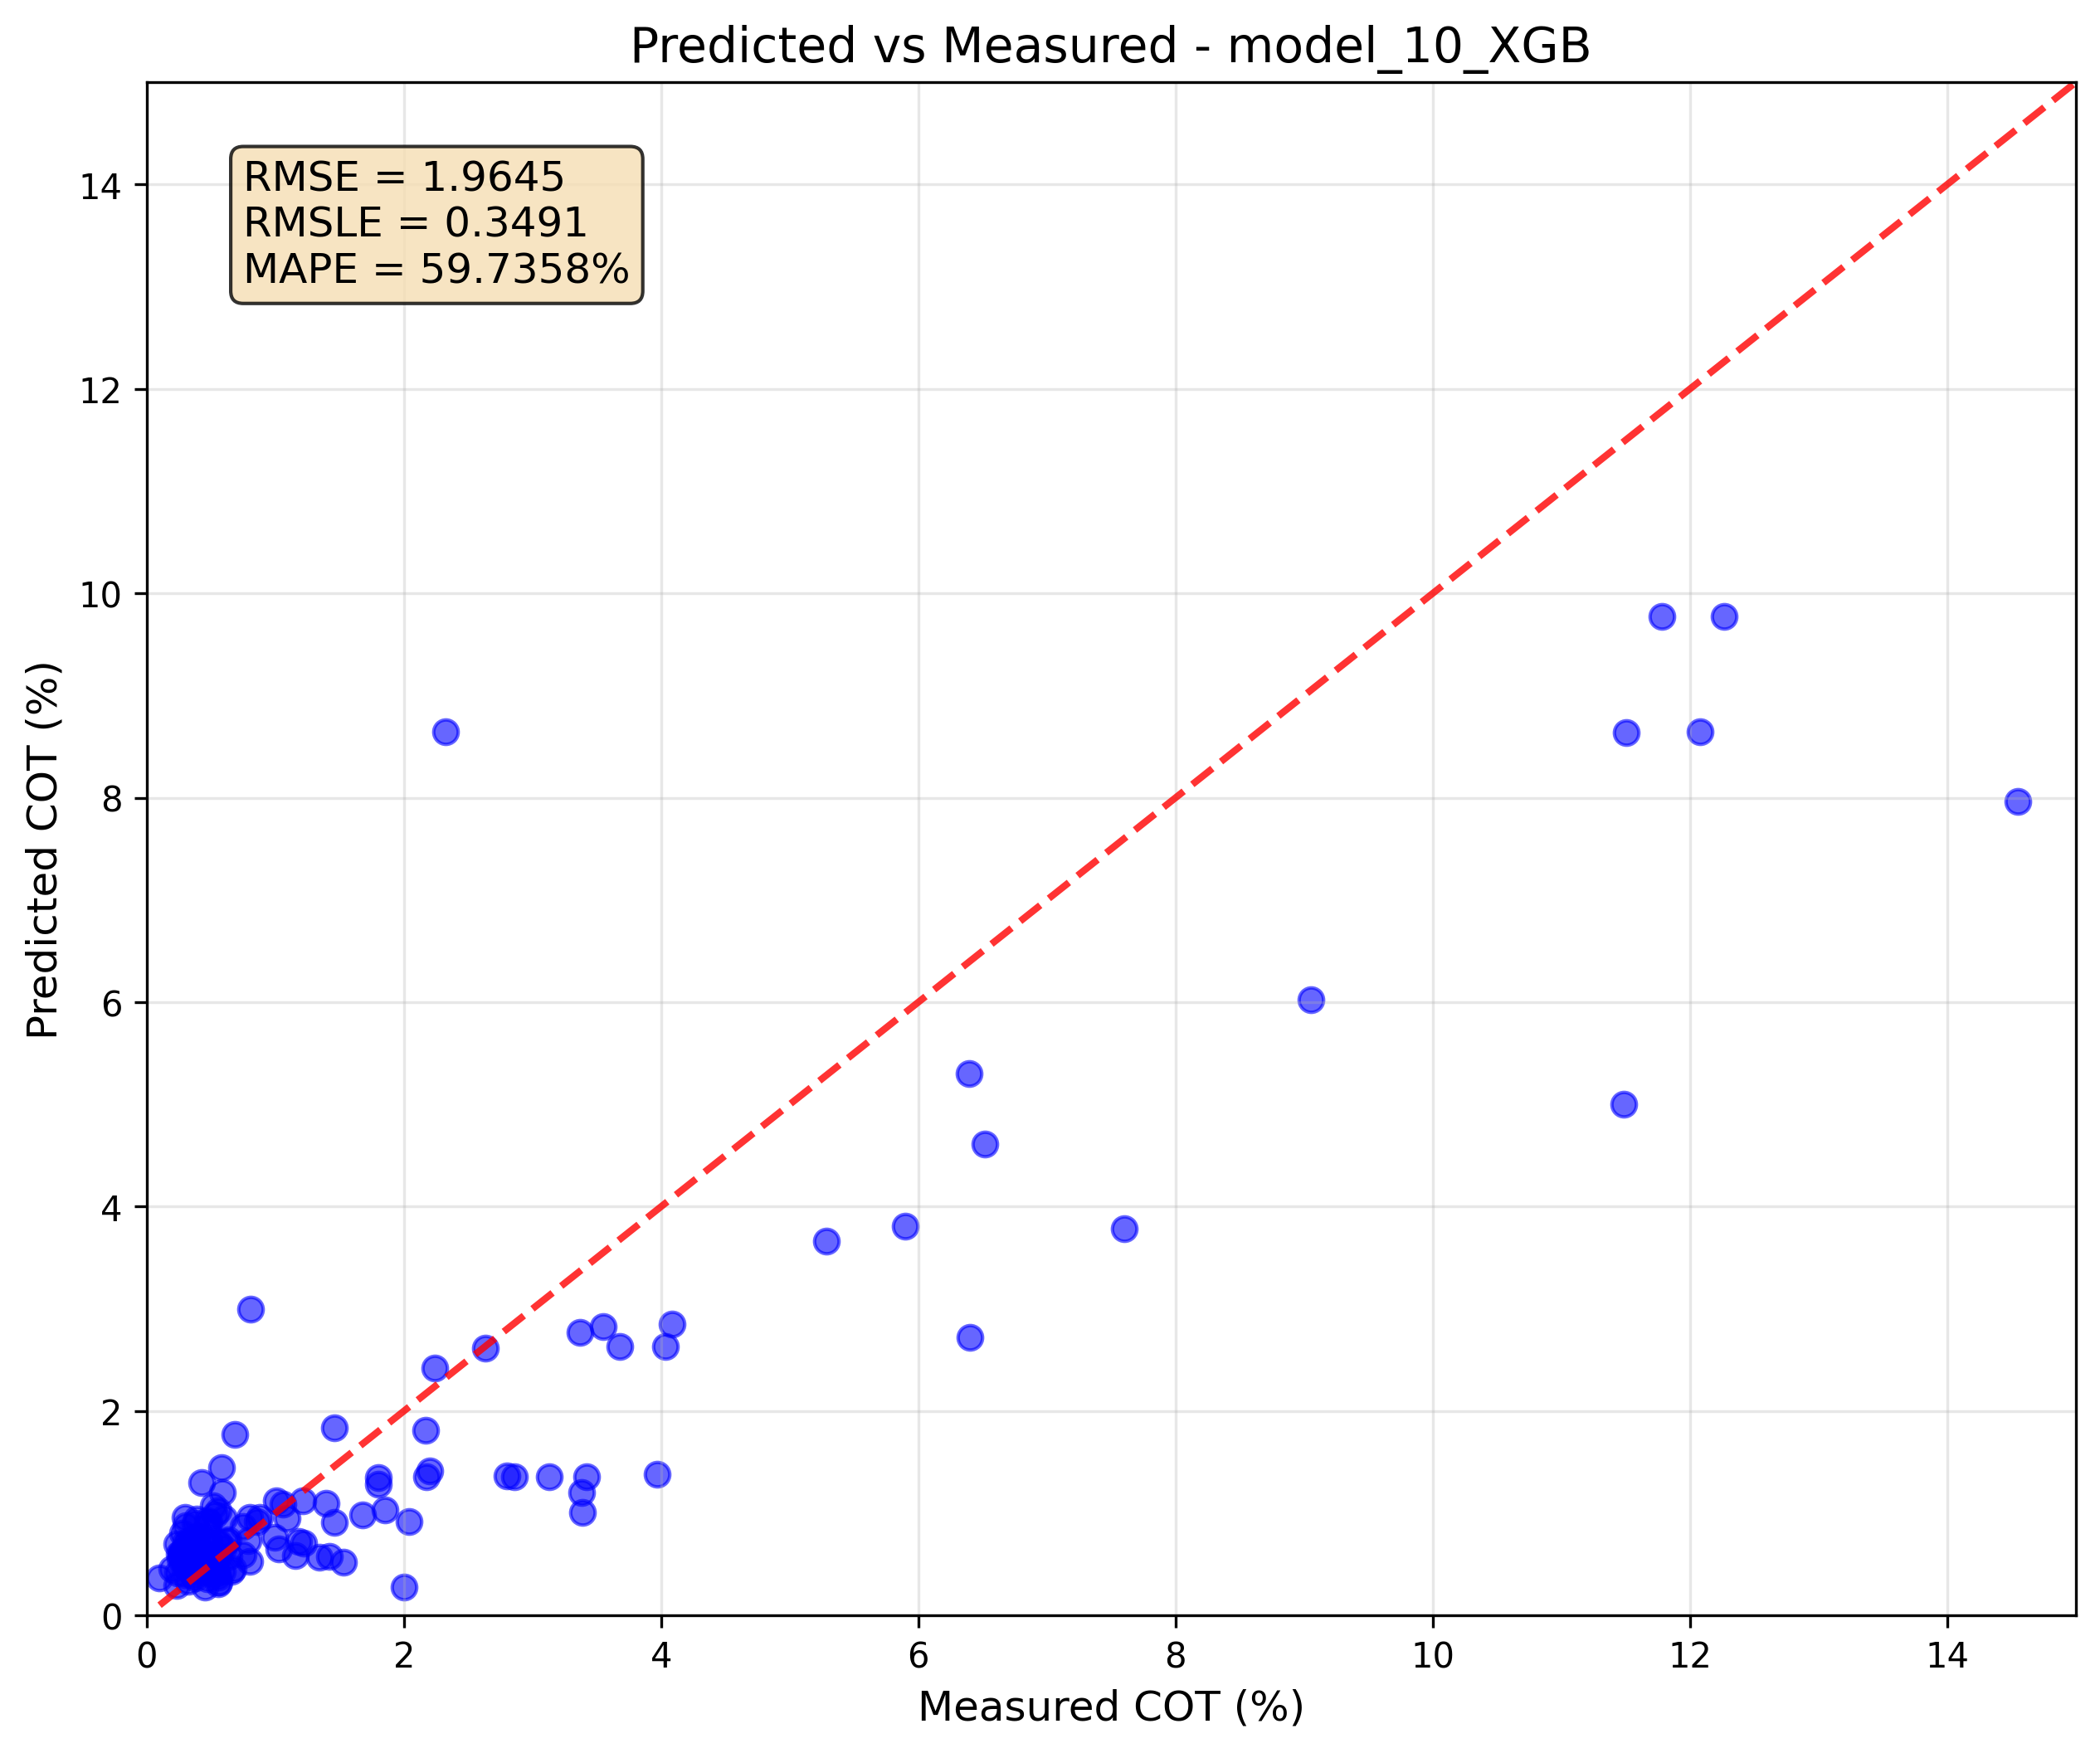 Predicted vs Measured - model_10_XGB
RMSE = 1.9645
RMSLE = 0.3491
MAPE = 59.7358%
Predicted COT (%)
14
12
10
8
6
4
2
0
0 2 4 6 8 10 12 14
Measured COT (%)